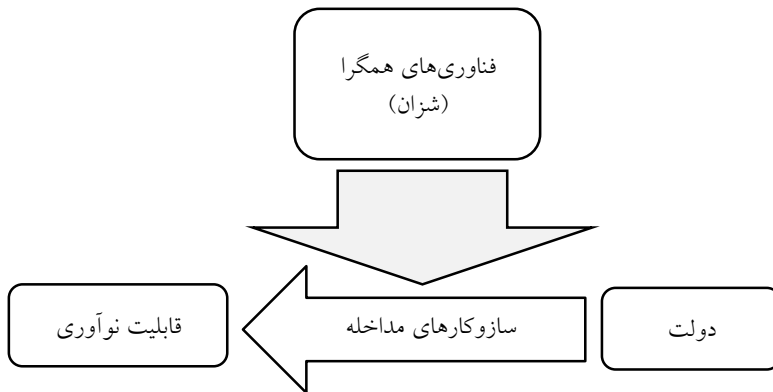 فناوری‌های همگرا
(شزان)
دولت
سازوکارهای مداخله
قابلیت نوآوری